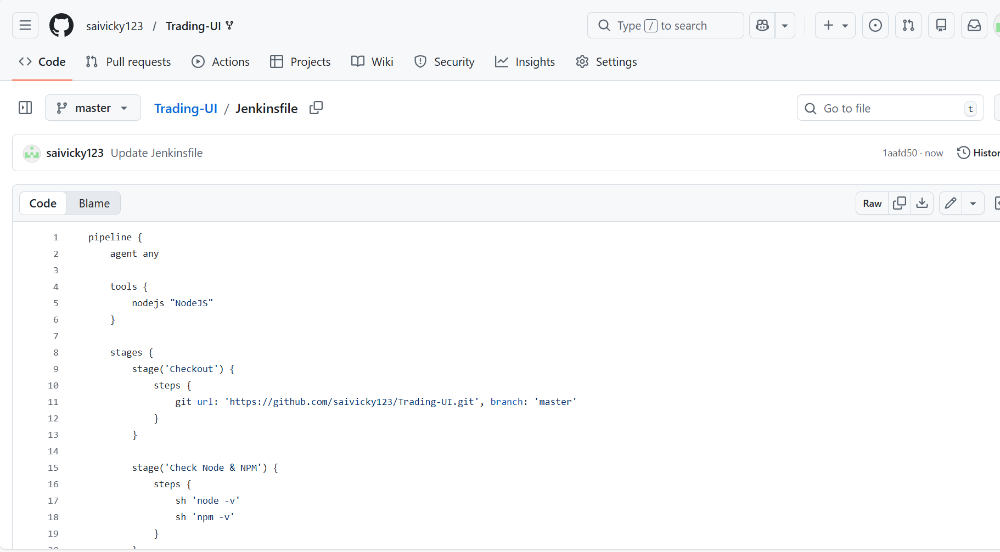 saivicky123 / Trading-UI
Type / to search
Code Pull requests Actions Projects Wiki Security Insights Settings
master Trading-UI / Jenkinsfile
Go to file t
saivicky123 Update Jenkinsfile 1aafd50 · now Histor
Code Blame Raw
1 pipeline {
2 agent any
3
4 tools {
5 nodejs "NodeJS"
6 }
7
8 stages {
9 stage('Checkout') {
10 steps {
11 git url: 'https://github.com/saivicky123/Trading-UI.git', branch: 'master'
12 }
13 }
14
15 stage('Check Node & NPM') {
16 steps {
17 sh 'node -v'
18 sh 'npm -v'
19 }
20 }